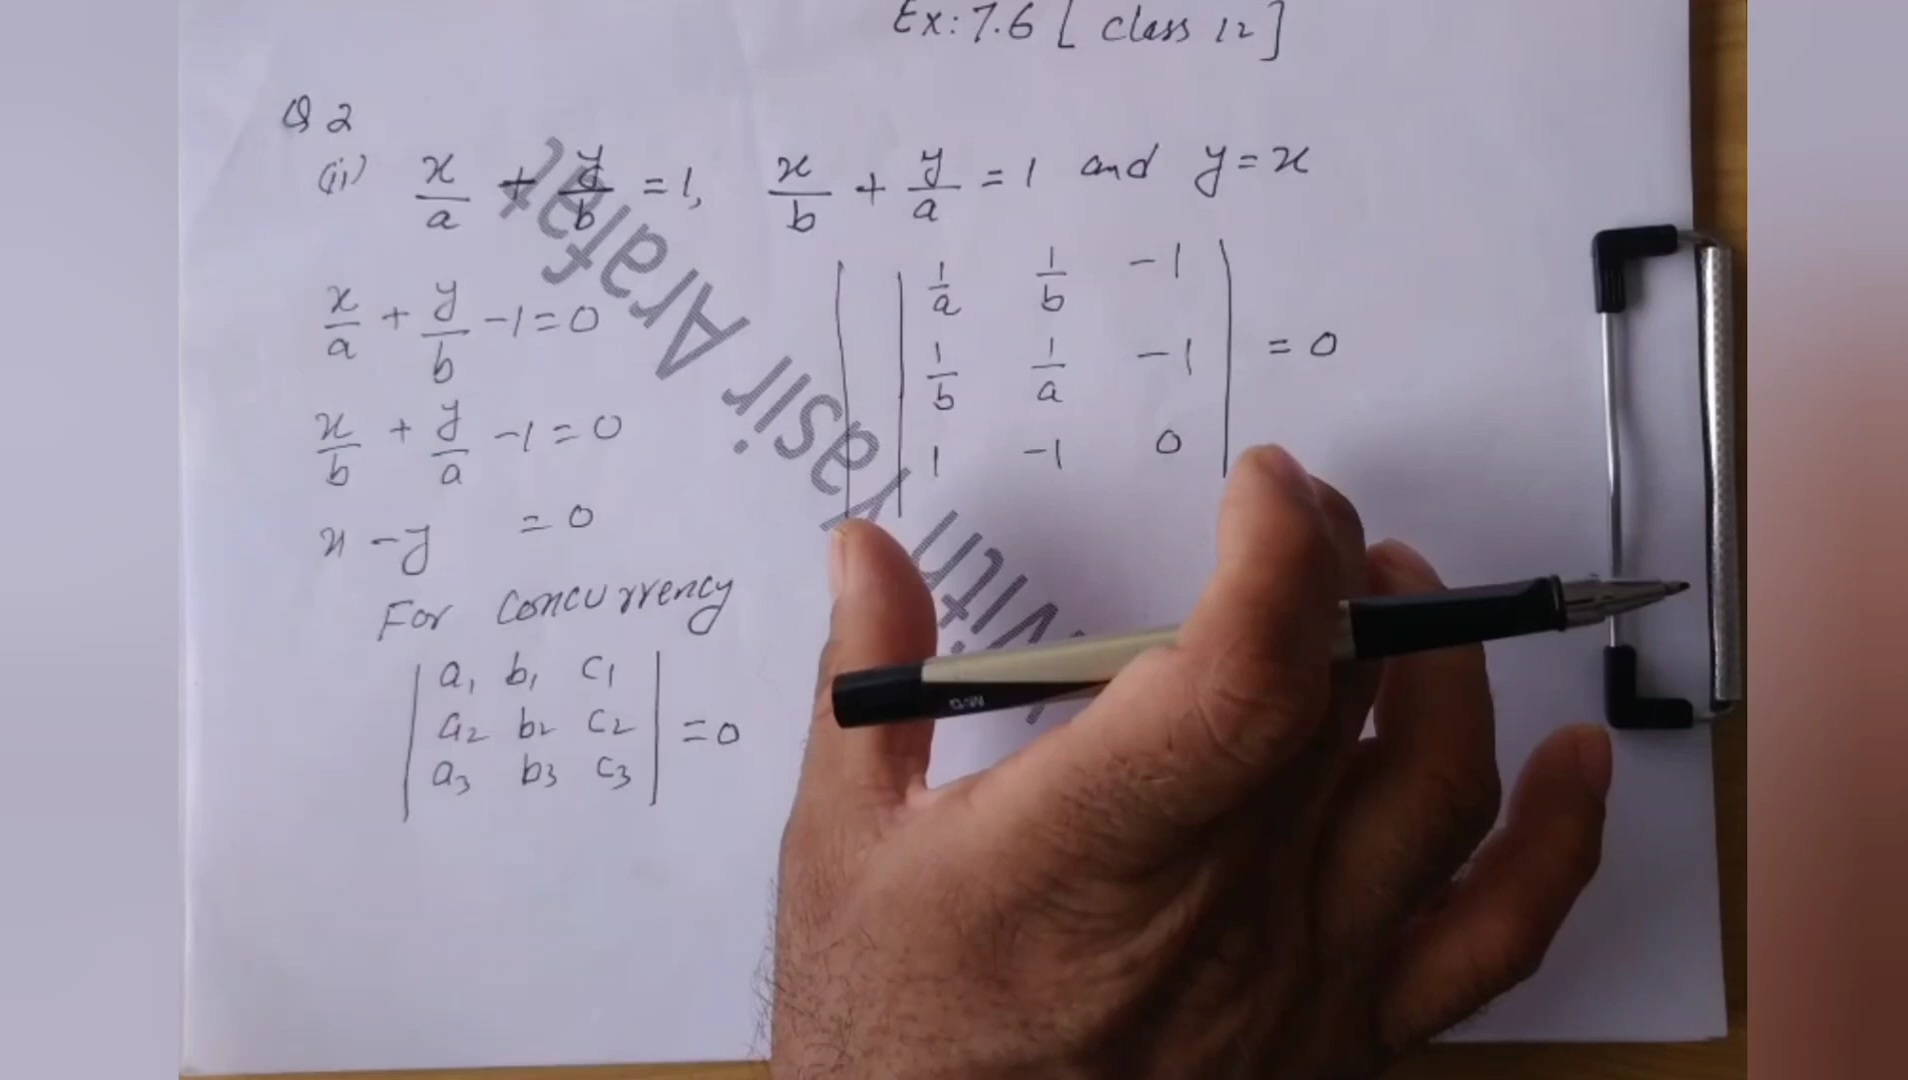 Ex: 7.6 [ Class 12 ]
Q 2
(ii) x/a + y/b = 1, x/b + y/a = 1 and y = x
x/a + y/b - 1 = 0
x/b + y/a - 1 = 0
x - y = 0
For Concurrency
| a1 b1 c1 |
| a2 b2 c2 | = 0
| a3 b3 c3 |
| 1/a 1/b -1 |
| 1/b 1/a -1 | = 0
| 1 -1 0 |
with Yasir Arafat